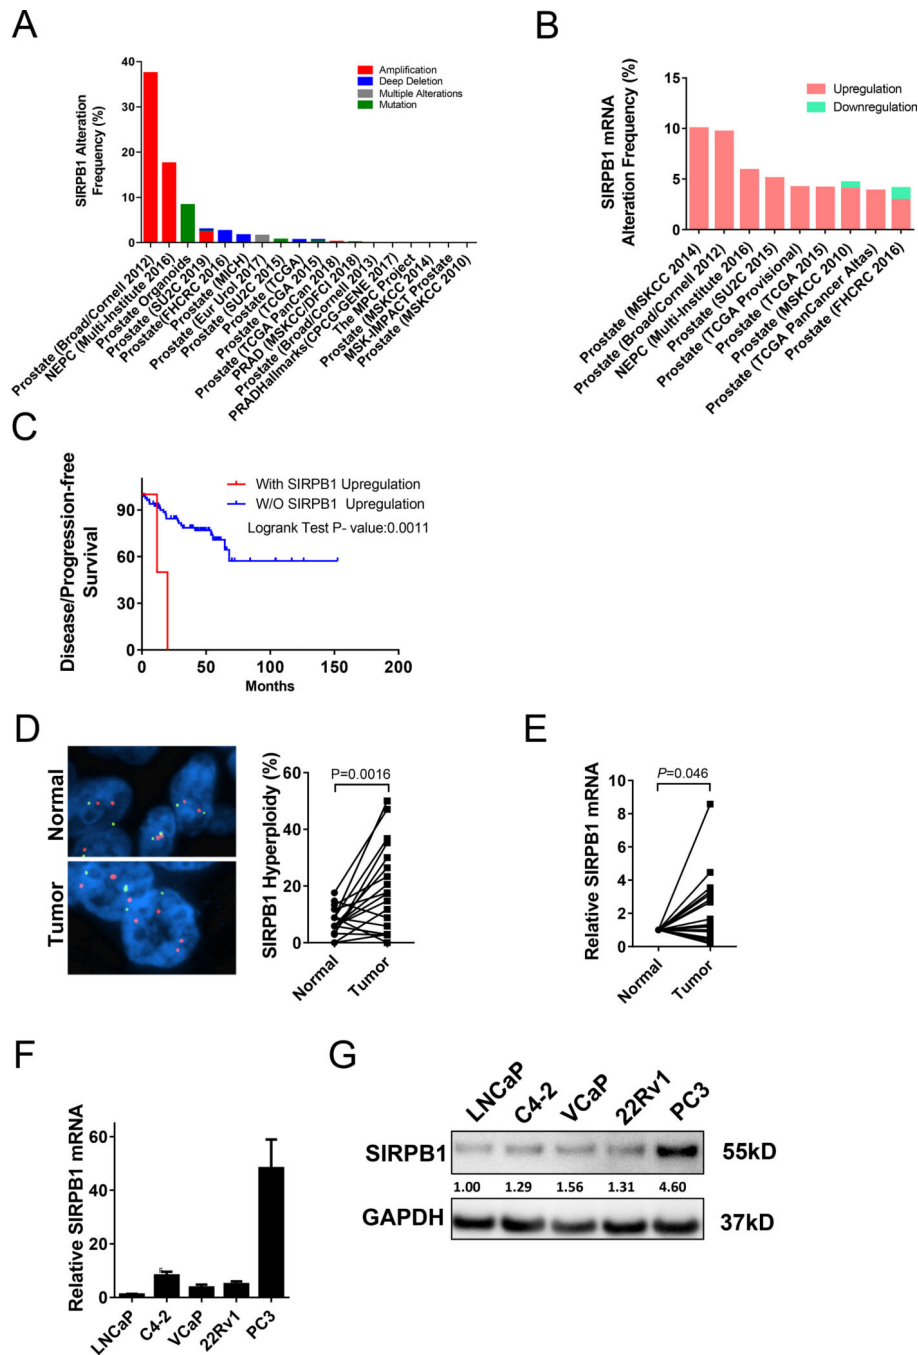 A
SIRPB1 Alteration
Frequency (%)
40
30
20
10
0
Amplification
Deep Deletion
Multiple Alterations
Mutation
Prostate (Broad/Cornell 2012)
NEPC (Multi-Institute 2016)
Prostate Organoids
Prostate (SU2C 2019)
Prostate(FHCRC 2016)
Prostate (MICH)
Prostate (Eur Urol 2017)
Prostate (SU2C 2015)
Prostate (TCGA)
Prostate (TCGA 2015)
Prostate (TCGA PanCan 2018)
PRAD (MSKCC/DFCI 2018)
Prostate (Broad/Cornell 2013)
PRADHallmarks(CPCG-GENE 2017)
The MPC Project
Prostate (MSKCC 2014)
MSK-IMPACT Prostate
Prostate (MSKCC 2010)
B
SIRPB1 mRNA
Alteration Frequency (%)
15
10
5
0
Upregulation
Downregulation
Prostate (MSKCC 2014)
Prostate (Broad/Cornell 2012)
NEPC (Multi-Institute 2016)
Prostate (SU2C 2015)
Prostate (TCGA Provisional)
Prostate (TCGA 2015)
Prostate (MSKCC 2010)
Prostate (TCGA PanCancer Altas)
Prostate (FHCRC 2016)
C
Disease/Progression-free
Survival
90
60
30
0
With SIRPB1 Upregulation
W/O SIRPB1 Upregulation
Logrank Test P- value:0.0011
0 50 100 150 200
Months
D
Normal
Tumor
SIRPB1 Hyperploidy (%)
60
40
20
0
P=0.0016
Normal
Tumor
E
Relative SIRPB1 mRNA
10
8
6
4
2
0
P=0.046
Normal
Tumor
F
Relative SIRPB1 mRNA
60
40
20
0
LNCaP
C4-2
VCaP
22Rv1
PC3
G
LNCaP
C4-2
VCaP
22Rv1
PC3
SIRPB1
55kD
1.00 1.29 1.56 1.31 4.60
GAPDH
37kD